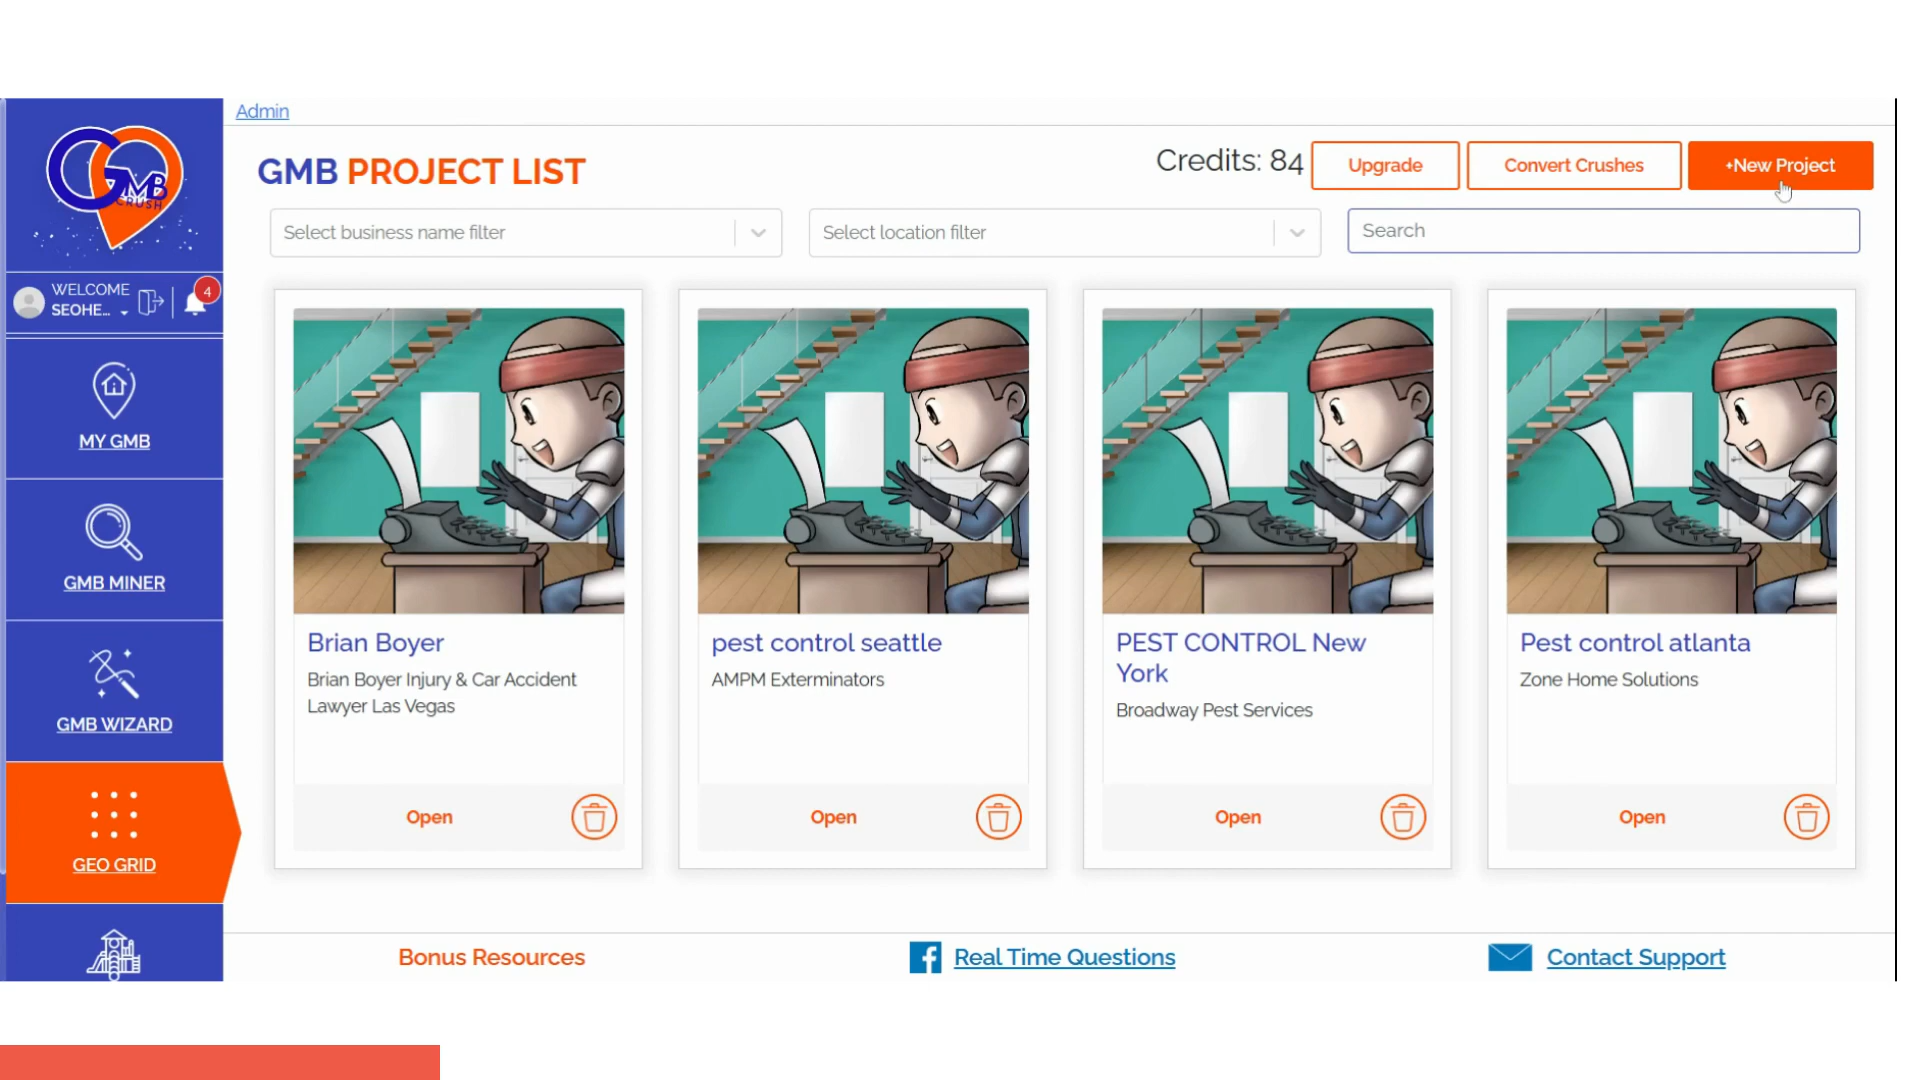 Admin
GMB
CRUSH
GMB PROJECT LIST
Credits: 84
Upgrade
Convert Crushes
+New Project
Select business name filter
Select location filter
Search
WELCOME
SEOHE...
4
MY GMB
GMB MINER
GMB WIZARD
GEO GRID
Brian Boyer
Brian Boyer Injury & Car Accident
Lawyer Las Vegas
Open
pest control seattle
AMPM Exterminators
Open
PEST CONTROL New
York
Broadway Pest Services
Open
Pest control atlanta
Zone Home Solutions
Open
Bonus Resources
Real Time Questions
Contact Support